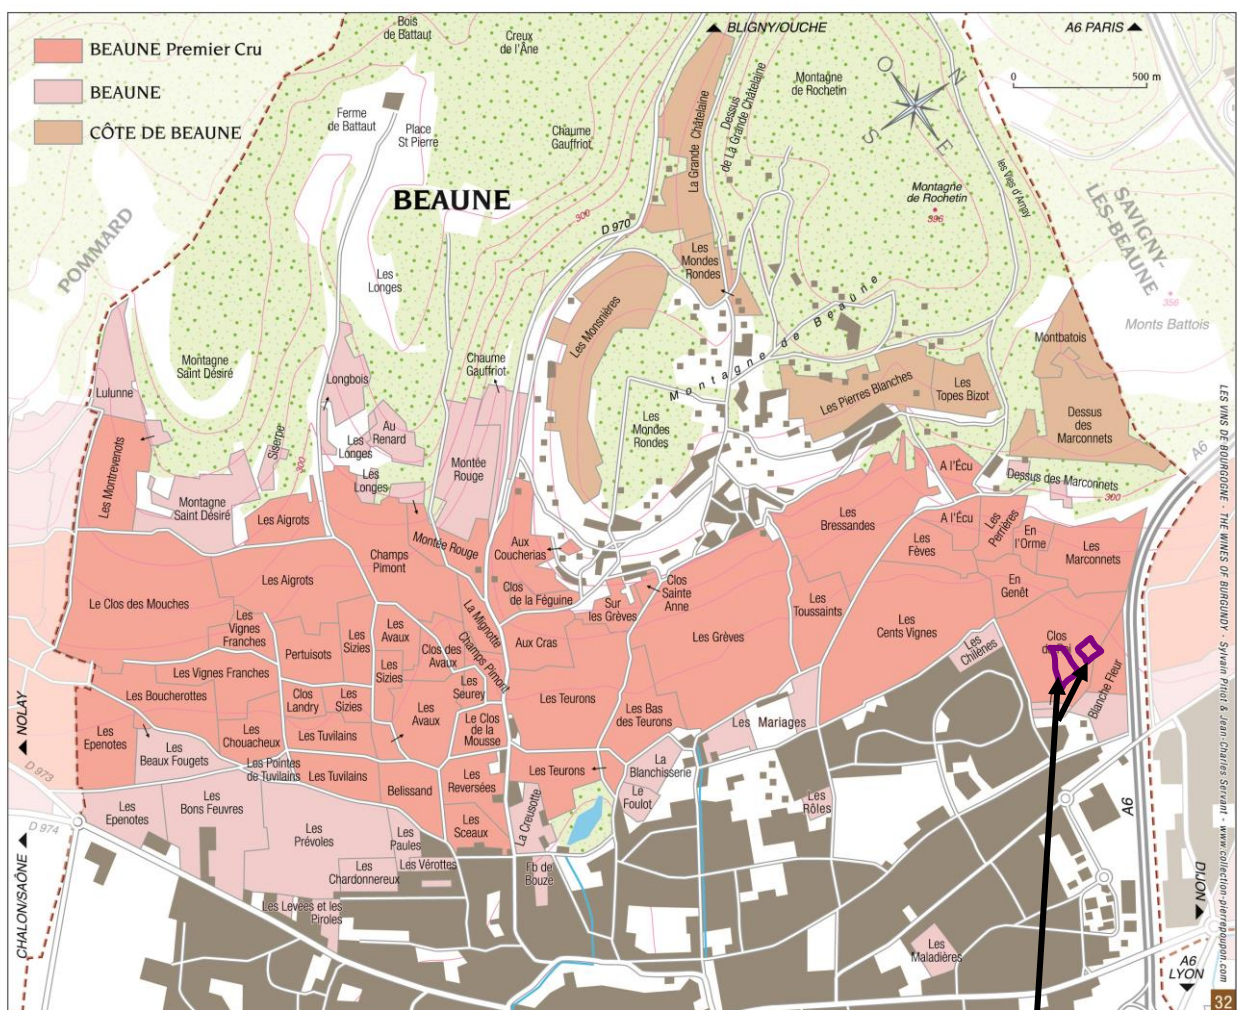 BEAUNE Premier Cru
BEAUNE
CÔTE DE BEAUNE
Bois
de Battaut
Creux
de l'Âne
BLIGNY/OUCHE
A6 PARIS
0
500 m
O
N
S
E
Ferme
de Battaut
Place
St Pierre
Chaume
Gauffriot
La Grande Châtelaine
Dessus
de La Grande Châtelaine
Montagne
de Rochetin
les Vies d'Arnay
Montagne
de Rochetin
396
BEAUNE
300
D 970
POMMARD
SAVIGNY-
LES-BEAUNE
356
Monts Battois
Les
Longes
Les
Mondes
Rondes
Les Monsnières
Montagne de Beaune
Montbatois
Montagne
Saint Désiré
Chaume
Gauffriot
Lulunne
Longbois
Les Pierres Blanches
Les
Topes Bizot
Dessus
des
Marconnets
Les
Mondes
Rondes
Au
Renard
Siserpe
Les
Longes
300
Les Montrevenots
Montée
Rouge
A6
Les
Longes
Montagne
Saint Désiré
A l'Écu
Dessus des Marconnets
300
Les Aigrots
Les
Bressandes
A l'Écu
Les
Perrières
En
l'Orme
Les
Marconnets
Montée Rouge
Aux
Coucherias
Les
Fèves
Champs
Pimont
Les Aigrots
Clos
de la Féguine
Clos
Sainte
Anne
Sur
les Grèves
En
Genêt
Le Clos des Mouches
La Mignotte
Les
Toussaints
Les
Vignes
Franches
Les
Avaux
Les
Sizies
Pertuisots
Clos des
Avaux
Champs Pimont
Aux Cras
Les Grèves
Les
Cents Vignes
Les
Chilènes
Clos
Les Vignes Franches
Les
Sizies
Les
Seurey
Blanche Fleur
Les Boucherottes
Clos
Landry
Les
Sizies
Les Teurons
Les
Avaux
Le Clos
de la
Mousse
Les Bas
des Teurons
Les Mariages
Les
Epenotes
Les
Beaux Fougets
Les
Chouacheux
Les Tuvilains
NOLAY
D 973
Les Pointes
de Tuvilains
Les Tuvilains
Belissand
Les
Reversées
Les Teurons
La
Blanchisserie
Le
Foulot
Les
Rôles
Les
Epenotes
Les
Bons Feuvres
Les
Prévoles
Les
Paules
Les
Sceaux
La Creusotte
A6
D 974
Les
Chardonnereux
Les Vérottes
Fb de
Bouze
CHALON/SAÔNE
Les Levées et les
Piroles
Les
Maladières
DIJON
A6
LYON
LES VINS DE BOURGOGNE - THE WINES OF BURGUNDY - Sylvain Pitiot & Jean-Charles Servant - www.collection-pierrepoupon.com
32